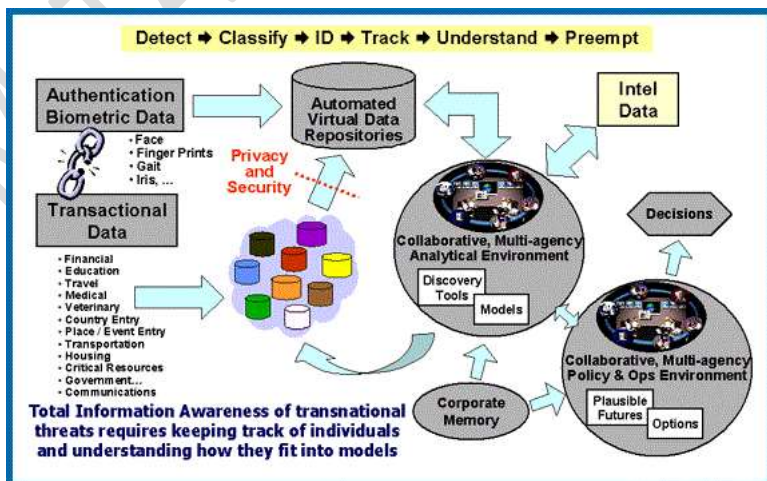 Detect → Classify → ID → Track → Understand → Preempt
Authentication
Biometric Data
• Face
• Finger Prints
• Gait
• Iris, ...
Transactional
Data
• Financial
• Education
• Travel
• Medical
• Veterinary
• Country Entry
• Place / Event Entry
• Transportation
• Housing
• Critical Resources
• Government...
• Communications
Automated
Virtual Data
Repositories
Privacy
and
Security
Intel
Data
Collaborative, Multi-agency
Analytical Environment
Discovery
Tools
Models
Decisions
Collaborative, Multi-agency
Policy & Ops Environment
Plausible
Futures
Options
Corporate
Memory
Total Information Awareness of transnational
threats requires keeping track of individuals
and understanding how they fit into models